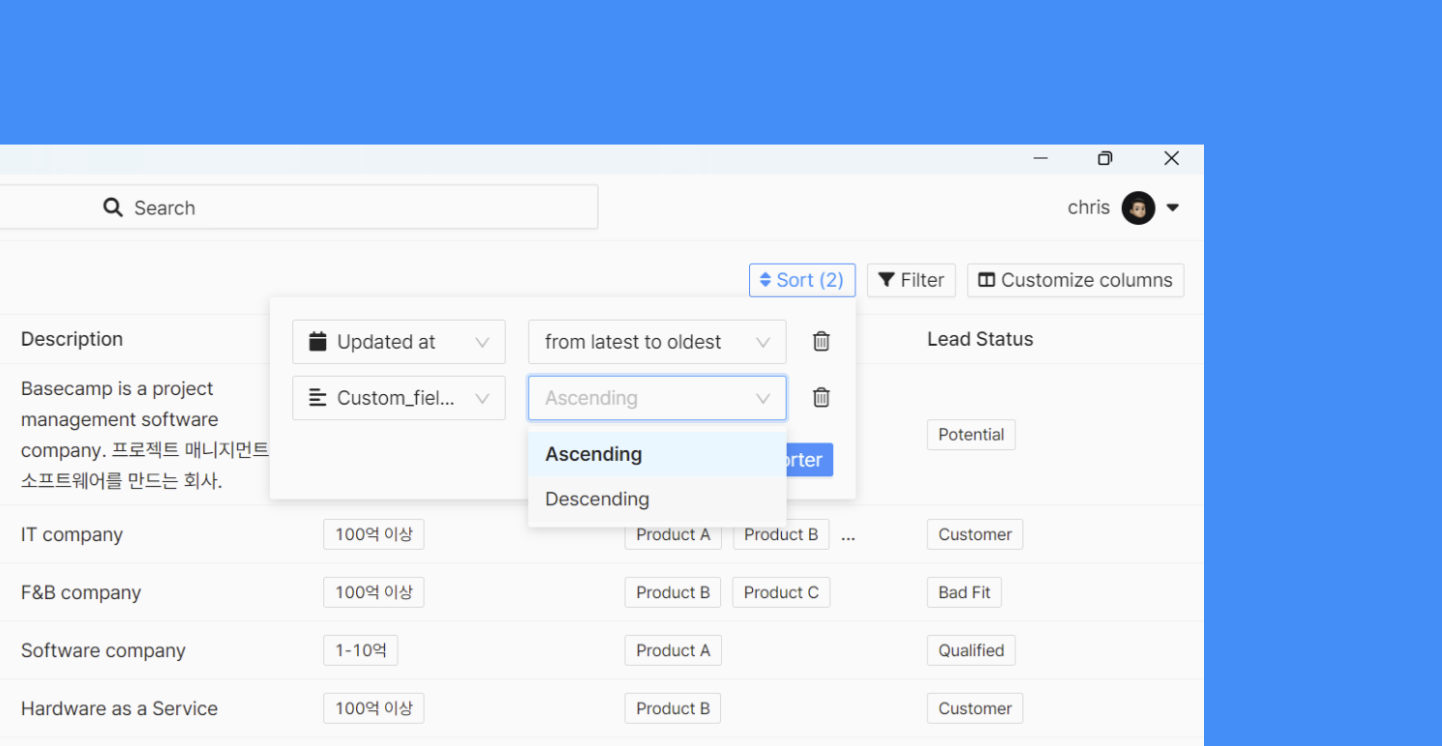 Search
chris
Sort (2)
Filter
Customize columns
Description
Updated at
from latest to oldest
Lead Status
Custom_fiel...
Ascending
Ascending
Descending
Basecamp is a project
management software
company. 프로젝트 매니지먼트
소프트웨어를 만드는 회사.
Potential
IT company
100억 이상
Product A
Product B
...
Customer
F&B company
100억 이상
Product B
Product C
Bad Fit
Software company
1-10억
Product A
Qualified
Hardware as a Service
100억 이상
Product B
Customer